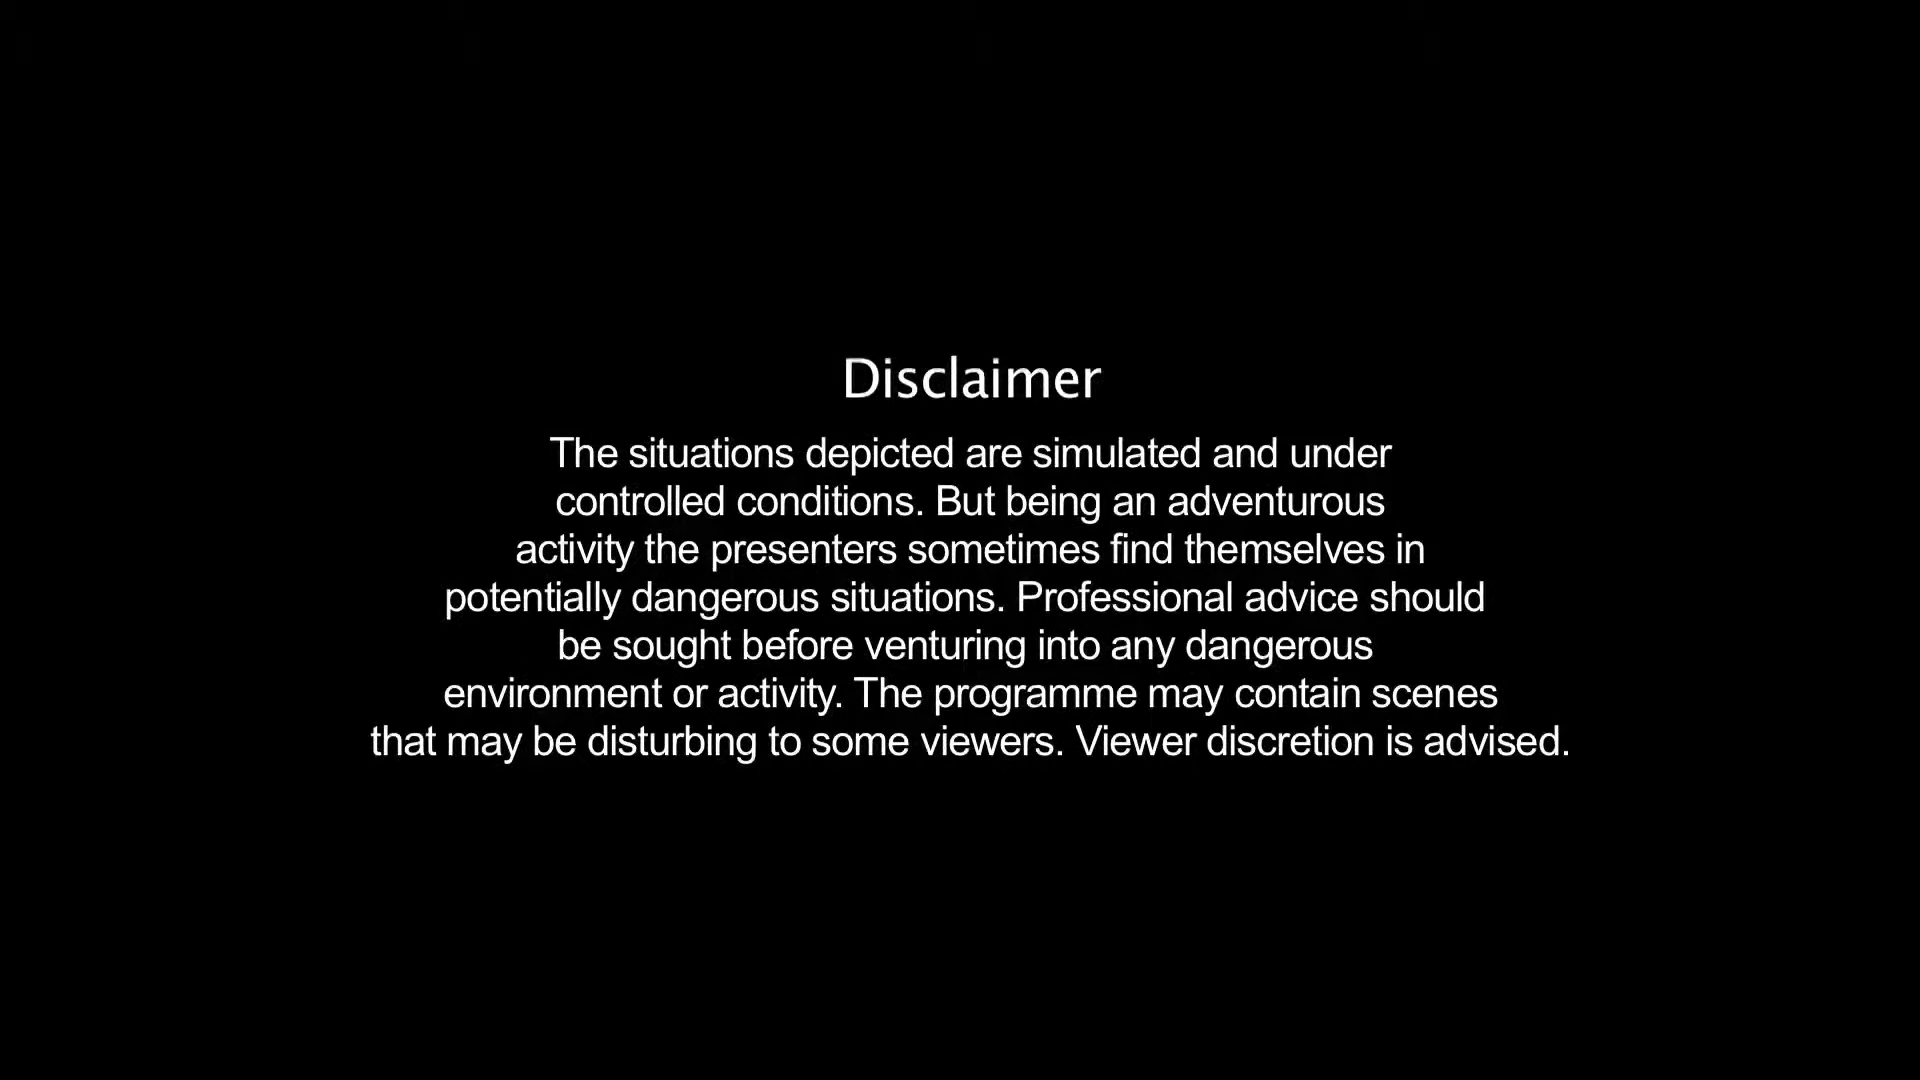 Disclaimer
The situations depicted are simulated and under
controlled conditions. But being an adventurous
activity the presenters sometimes find themselves in
potentially dangerous situations. Professional advice should
be sought before venturing into any dangerous
environment or activity. The programme may contain scenes
that may be disturbing to some viewers. Viewer discretion is advised.